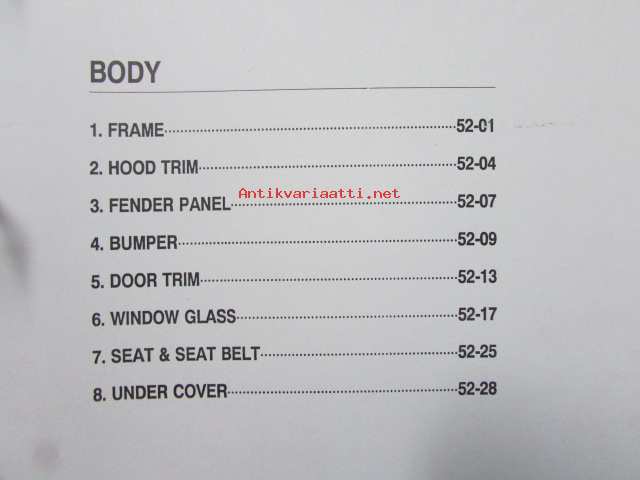 BODY
1. FRAME................................................52-01
2. HOOD TRIM................................................52-04
Antikvariaatti.net
3. FENDER PANEL................................................52-07
4. BUMPER................................................52-09
5. DOOR TRIM................................................52-13
6. WINDOW GLASS................................................52-17
7. SEAT & SEAT BELT................................................52-25
8. UNDER COVER................................................52-28